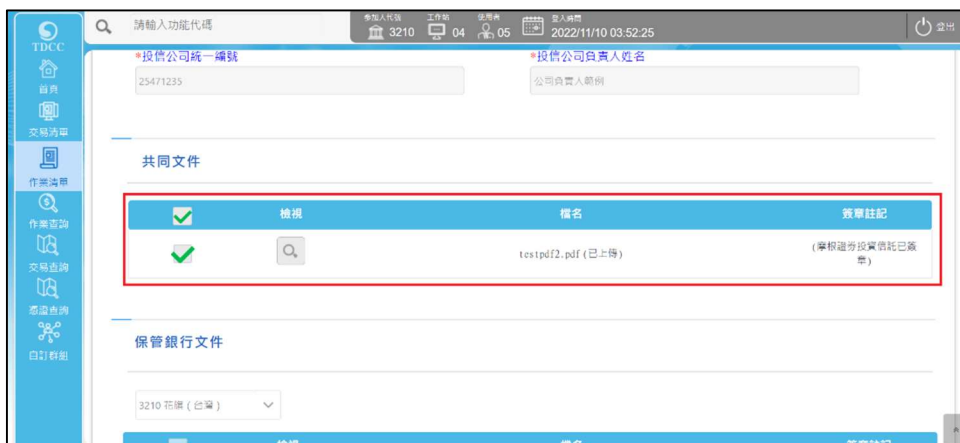 TDCC
請輸入功能代碼
參加人代號 3210
工作站 04
使用者 05
登入時間 2022/11/10 03:52:25
登出
首頁
交易清單
作業清單
作業查詢
交易查詢
憑證查詢
自訂群組
*投信公司統一編號
*投信公司負責人姓名
25471235
公司負責人範例
共同文件
檢視
檔名
簽章註記
testpdf2.pdf (已上傳)
(摩根證券投資信託已簽
章)
保管銀行文件
3210 花旗 ( 台灣 )
檢視
檔名
簽章註記